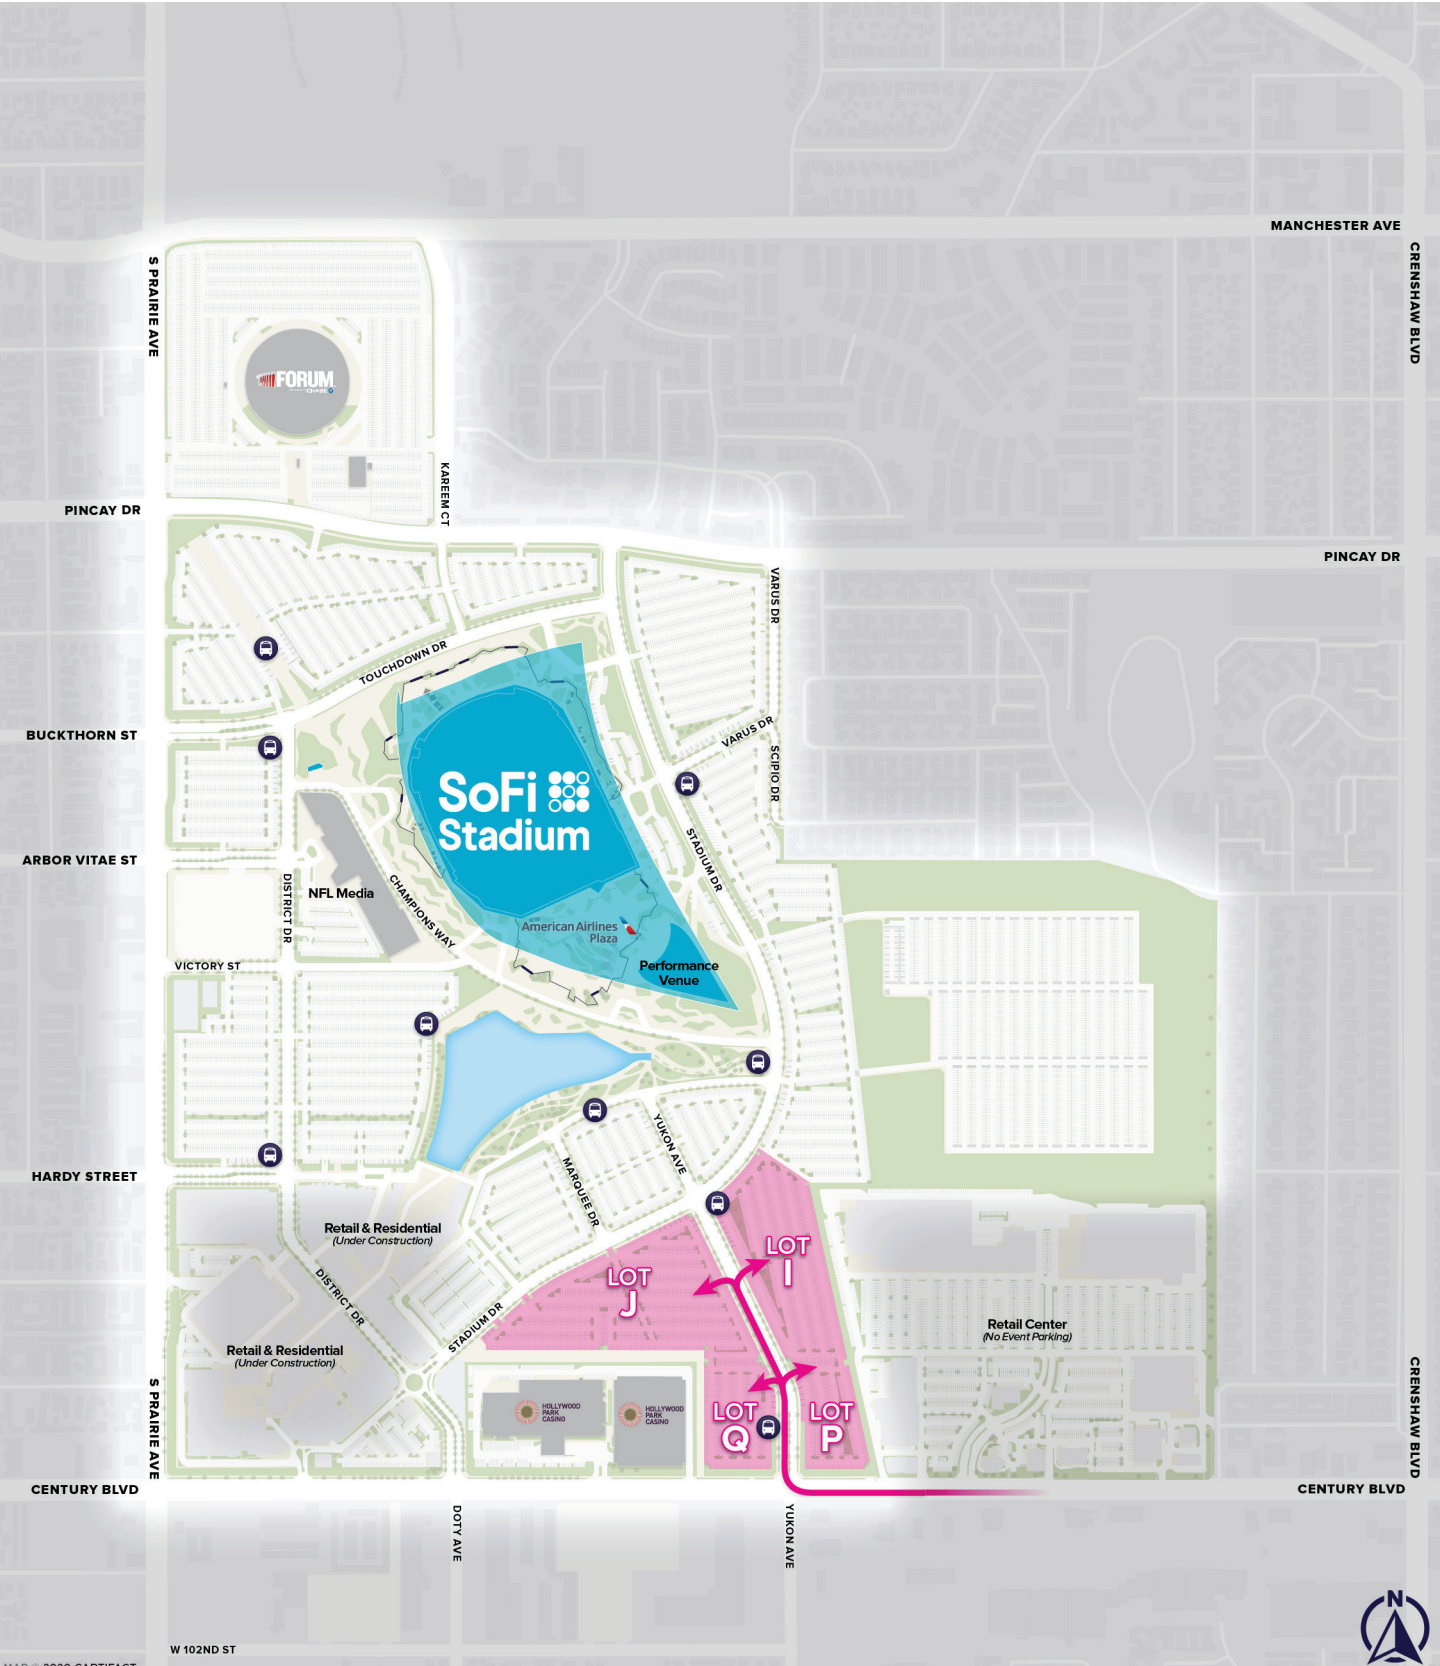 MANCHESTER AVE
CRENSHAW BLVD
S PRAIRIE AVE
FORUM
CHASE
KAREEM CT
PINCAY DR
PINCAY DR
VARUS DR
TOUCHDOWN DR
BUCKTHORN ST
VARUS DR
SCIPIO DR
SoFi
Stadium
STADIUM DR
ARBOR VITAE ST
DISTRICT DR
NFL Media
CHAMPIONS WAY
American Airlines
Plaza
Performance
Venue
VICTORY ST
YUKON AVE
MARQUEE DR
HARDY STREET
Retail & Residential
(Under Construction)
LOT
I
LOT
J
DISTRICT DR
STADIUM DR
Retail Center
(No Event Parking)
Retail & Residential
(Under Construction)
S PRAIRIE AVE
CRENSHAW BLVD
HOLLYWOOD
PARK
CASINO
HOLLYWOOD
PARK
CASINO
LOT
Q
LOT
P
CENTURY BLVD
CENTURY BLVD
DOTY AVE
YUKON AVE
N
W 102ND ST